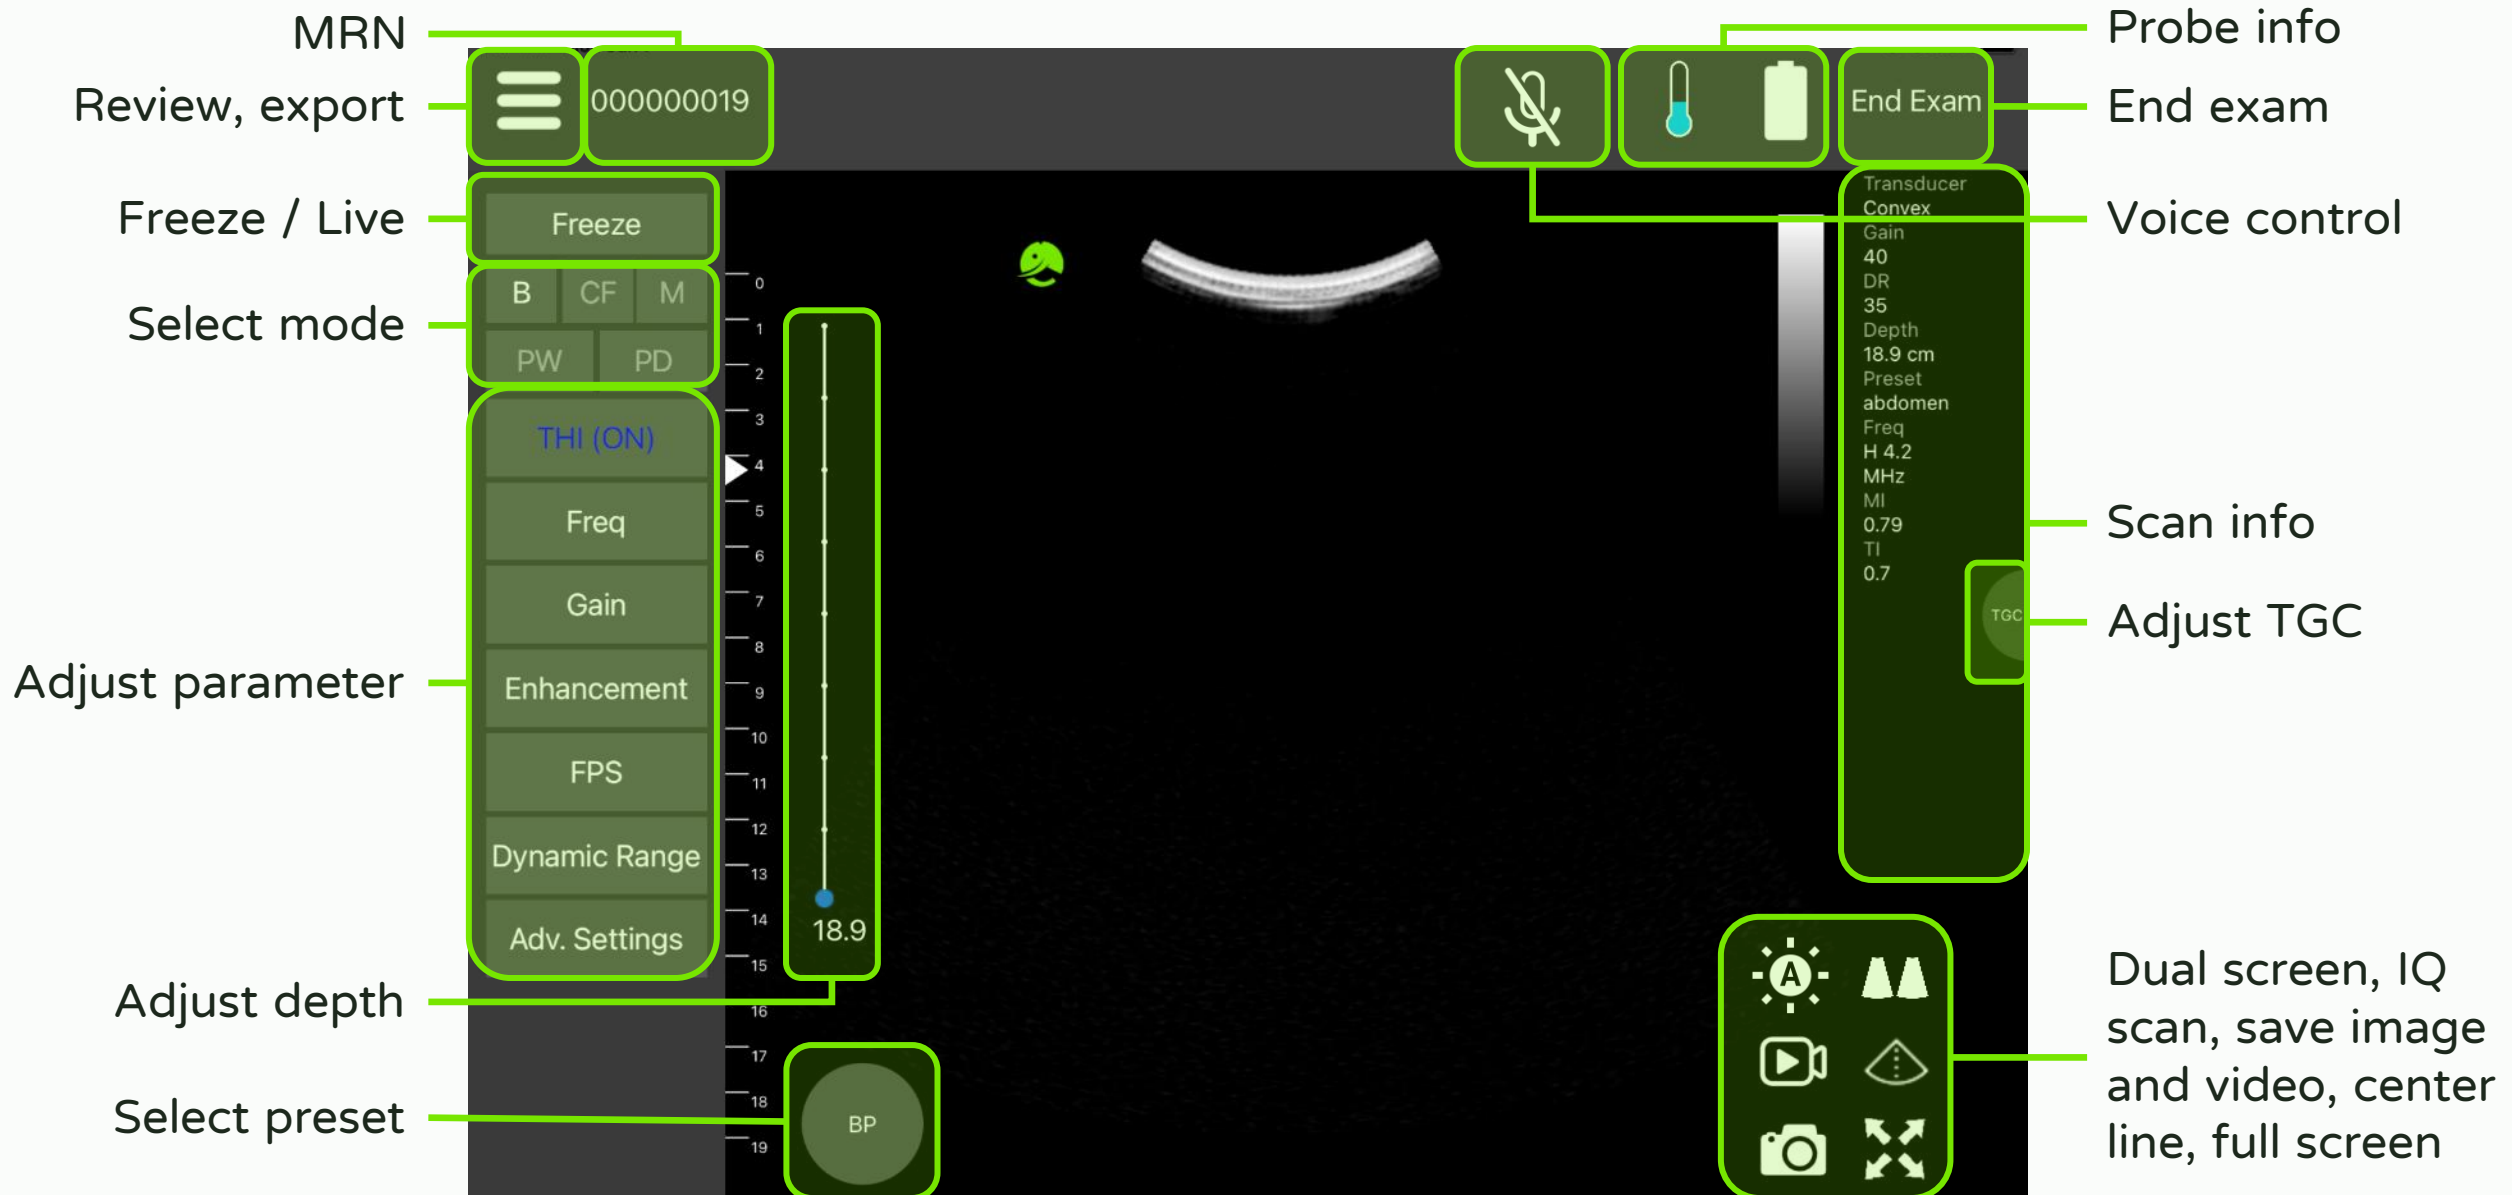 MRN
Review, export
Freeze / Live
Select mode
Adjust parameter
Adjust depth
Select preset
000000019
End Exam
Freeze
B CF M
PW PD
THI (ON)
Freq
Gain
Enhancement
FPS
Dynamic Range
Adv. Settings
0
1
2
3
4
5
6
7
8
9
10
11
12
13
14
15
16
17
18
19
18.9
BP
Transducer
Convex
Gain
40
DR
35
Depth
18.9 cm
Preset
abdomen
Freq
H 4.2
MHz
MI
0.79
TI
0.7
TGC
A
Probe info
End exam
Voice control
Scan info
Adjust TGC
Dual screen, IQ
scan, save image
and video, center
line, full screen